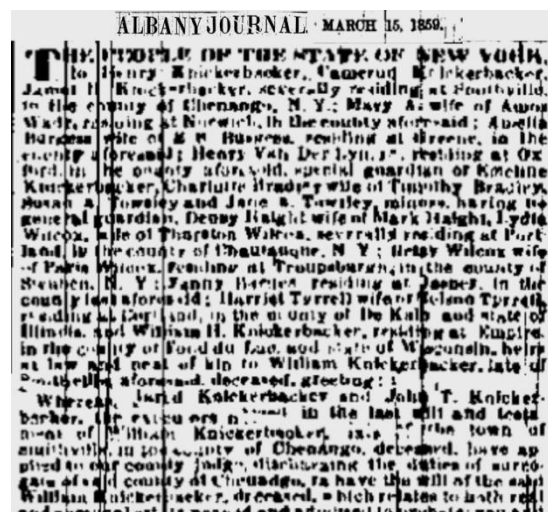 ALBANY JOURNAL MARCH 15, 1859.
THE PEOPLE OF THE STATE OF NEW YORK,
to Henry Knickerbacker, Cameron Knickerbacker,
James H. Knickerbacker, severally residing at Smithville,
in the county of Chenango, N. Y.; Mary A. wife of Amos
residing at Norwich, in the county aforesaid;
Burgess wife of Burgess, residing at Greene, in the
county aforesaid; Henry Van Der Lyn, residing at Ox
ford, in the county aforesaid, special guardian of Emeline
Knickerbacker, Charlotte Bradley wife of Timothy Bradley,
Susan A. Townley and Jane A. Townley, minors, having no
general guardian, Denny Haight wife of Mark Haight, Lydia
Wilcox, wife of Thurston Wilcox, severally residing at Port
land, in the county of Chautauque, N. Y.; Betsy Wilcox wife
of Paris Wilcox, residing at Troupsburgh, in the county of
Steuben, N. Y.; Fanny residing at Jasper, in the
county last aforesaid; Harriet Tyrrell wife of Nelson Tyrrell,
residing at in the county of De Kalb and state of
Illinois, and William H. Knickerbacker, residing at Empire,
in the county of Fond du Lac, and state of Wisconsin, heirs
at law and next of kin to William Knickerbacker, late of
Smithville aforesaid, deceased, greeting:
Whereas, Knickerbacker and John T. Knicker-
backer, the executors named in the last will and testa
ment of William Knickerbacker, late of the town of
Smithville, in the county of Chenango, deceased, have ap
plied to our county judge, discharging the duties of surro-
gate of said county of Chenango, to have the will of the said
William Knickerbacker, deceased, which relates to both real